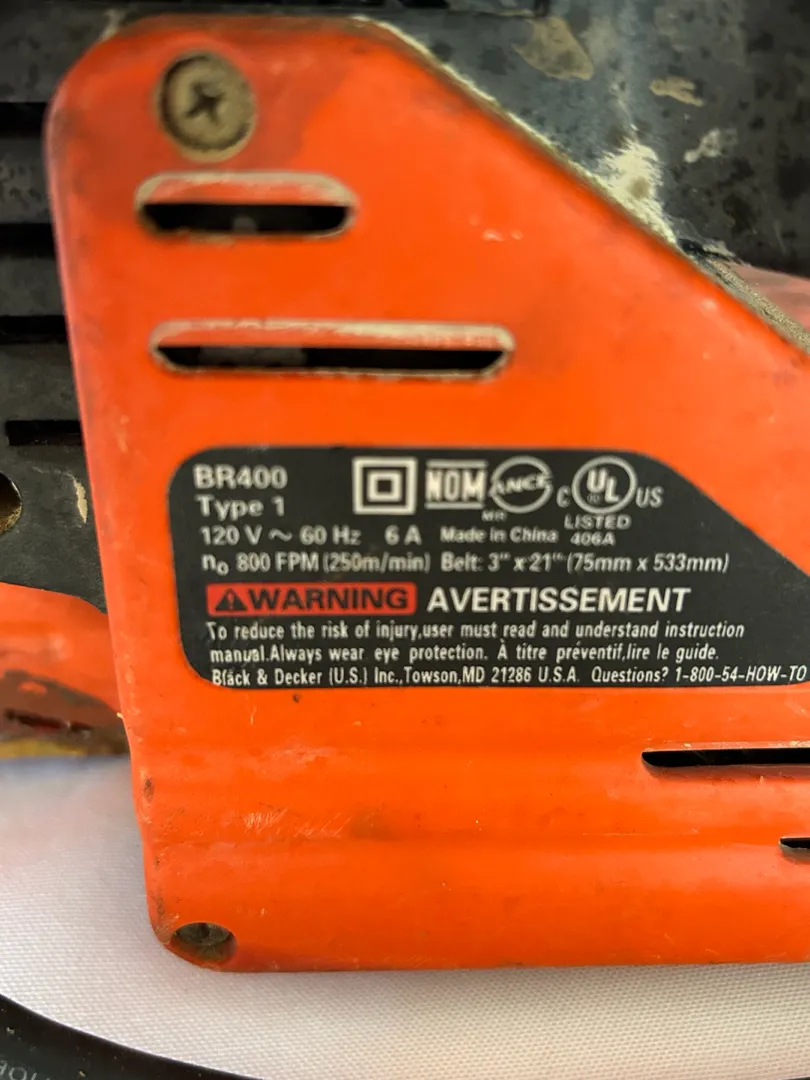 BR400
Type 1
NOM ANCE
MR
c UL us
LISTED
406A
120 V ~ 60 Hz 6 A Made in China
no 800 FPM (250m/min) Belt: 3" x 21" (75mm x 533mm)
WARNING AVERTISSEMENT
To reduce the risk of injury,user must read and understand instruction
manual.Always wear eye protection. À titre préventif,lire le guide.
Black & Decker (U.S.) Inc.,Towson,MD 21286 U.S.A. Questions? 1-800-54-HOW-TO